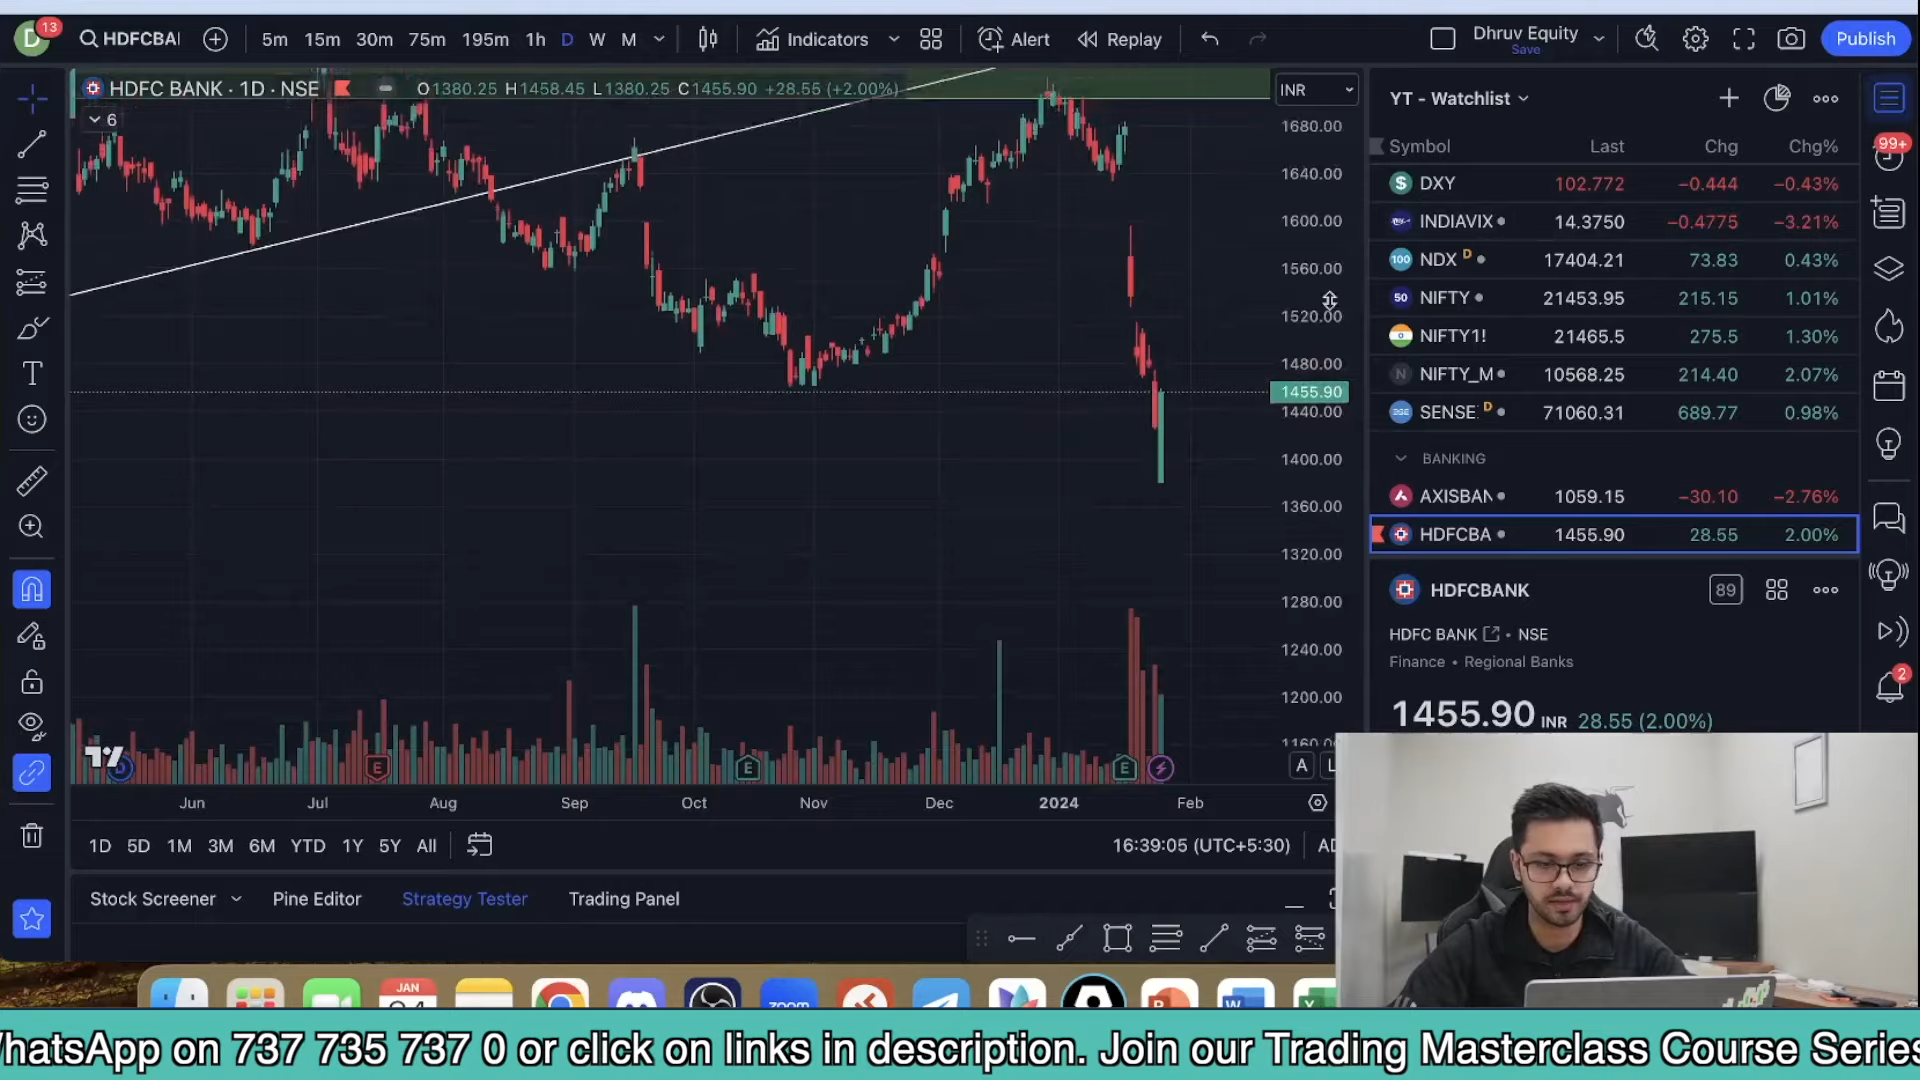 D 13 HDFCBA 5m 15m 30m 75m 195m 1h D W M Indicators Alert Replay Dhruv Equity Save Publish
HDFC BANK · 1D · NSE O1380.25 H1458.45 L1380.25 C1455.90 +28.55 (+2.00%) INR
6
1680.00
1640.00
1600.00
1560.00
1520.00
1480.00
1455.90
1440.00
1400.00
1360.00
1320.00
1280.00
1240.00
1200.00
A L
E E E
Jun Jul Aug Sep Oct Nov Dec 2024 Feb
1D 5D 1M 3M 6M YTD 1Y 5Y All 16:39:05 (UTC+5:30)
Stock Screener Pine Editor Strategy Tester Trading Panel
YT - Watchlist
99+
Symbol Last Chg Chg%
$ DXY 102.772 −0.444 −0.43%
INDIAVIX 14.3750 −0.4775 −3.21%
100 NDX D 17404.21 73.83 0.43%
50 NIFTY 21453.95 215.15 1.01%
NIFTY1! 21465.5 275.5 1.30%
N NIFTY_M 10568.25 214.40 2.07%
SENSE D 71060.31 689.77 0.98%
BANKING
AXISBAN 1059.15 −30.10 −2.76%
HDFCBA 1455.90 28.55 2.00%
HDFCBANK 89
HDFC BANK • NSE
Finance • Regional Banks
2
1455.90 INR 28.55 (2.00%)
JAN
zoom
WhatsApp on 737 735 737 0 or click on links in description. Join our Trading Masterclass Course Series